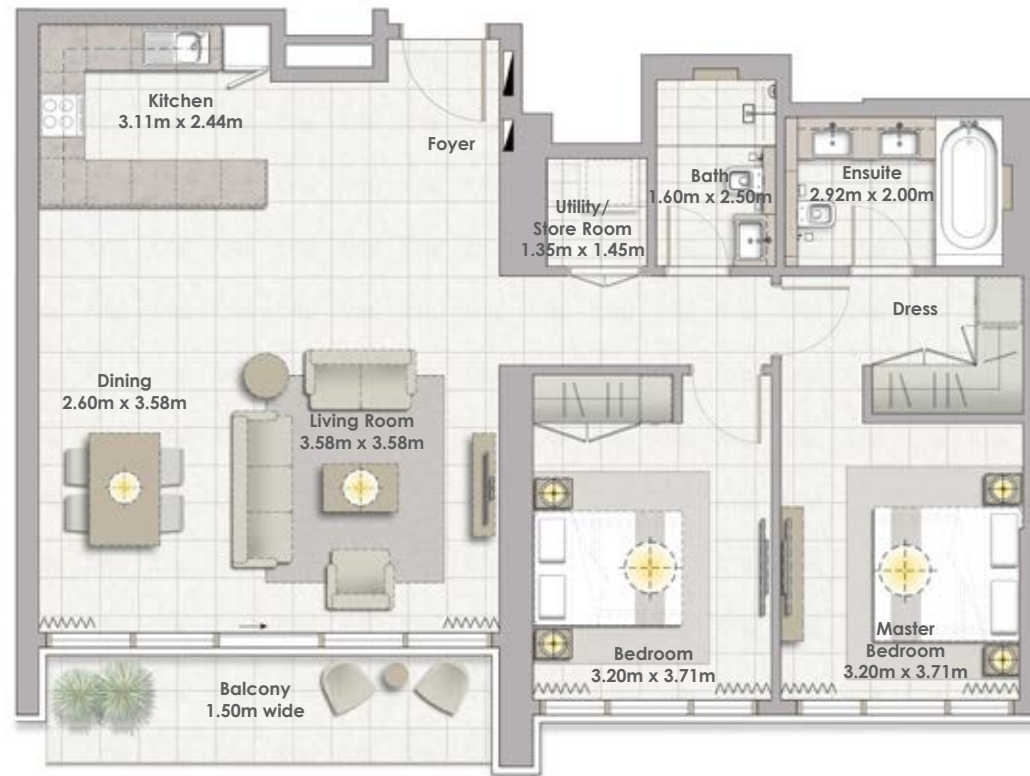 Kitchen
3.11m x 2.44m
Foyer
Bath
1.60m x 2.50m
Ensuite
2.92m x 2.00m
Utility/
Store Room
1.35m x 1.45m
Dress
Dining
2.60m x 3.58m
Living Room
3.58m x 3.58m
Bedroom
3.20m x 3.71m
Master
Bedroom
3.20m x 3.71m
Balcony
1.50m wide